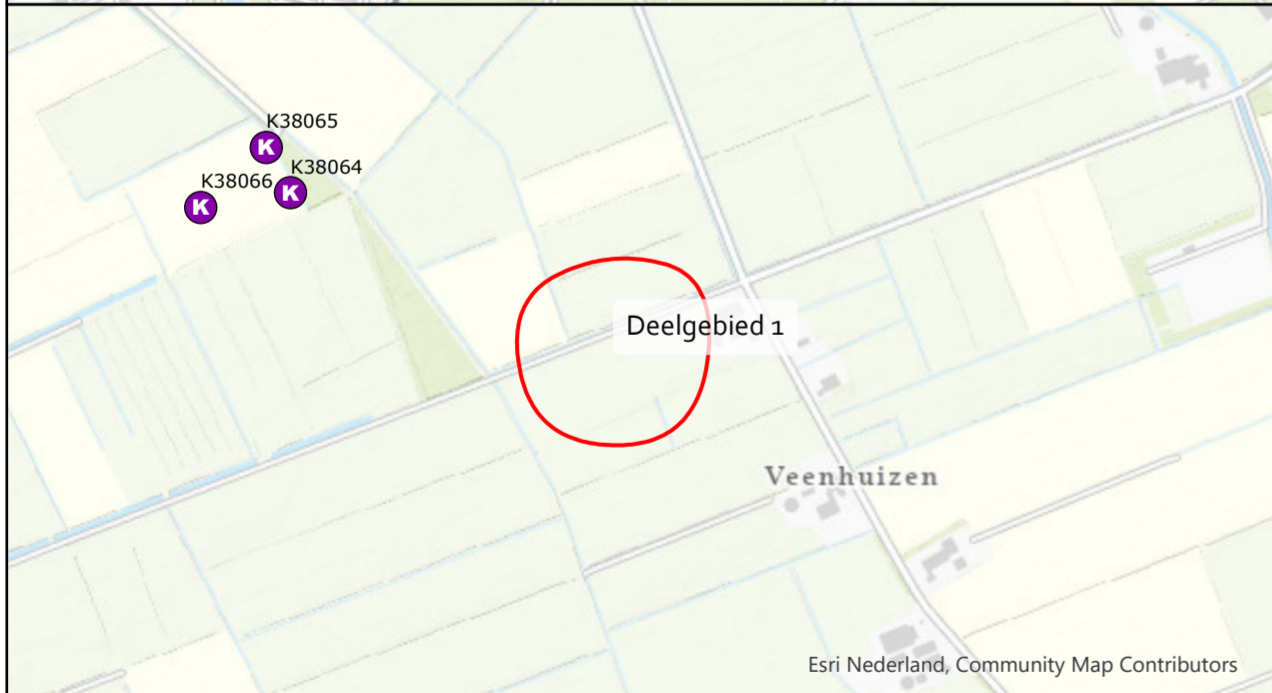 K38065
K
K38064
K
K38066
K
Deelgebied 1
Veenhuizen
Esri Nederland, Community Map Contributors